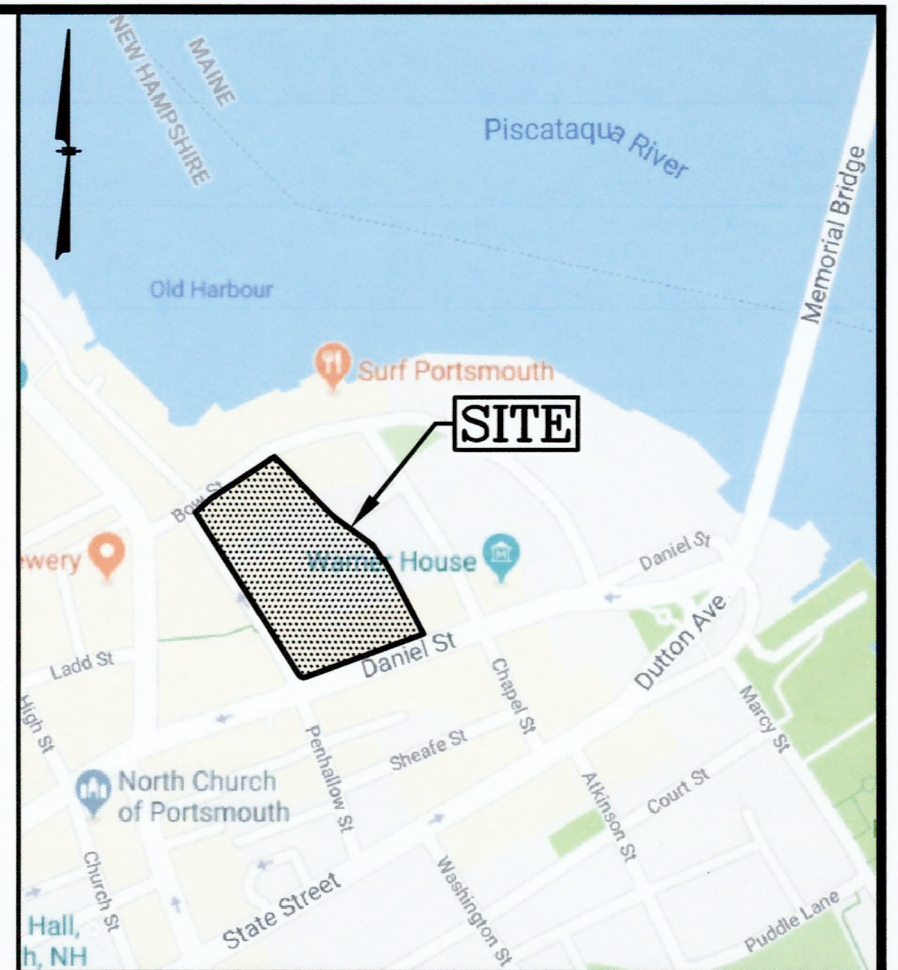 NEW HAMPSHIRE
MAINE
Piscataqua River
Memorial Bridge
Old Harbour
Surf Portsmouth
SITE
Bow St
ewery
Warner House
Daniel St
Dutton Ave
Ladd St
Daniel St
High St
Chapel St
Marcy St
Penhallow St
Sheafe St
North Church
of Portsmouth
Atkinson St
Court St
Church St
State Street
Washington St
Puddle Lane
Hall,
h, NH